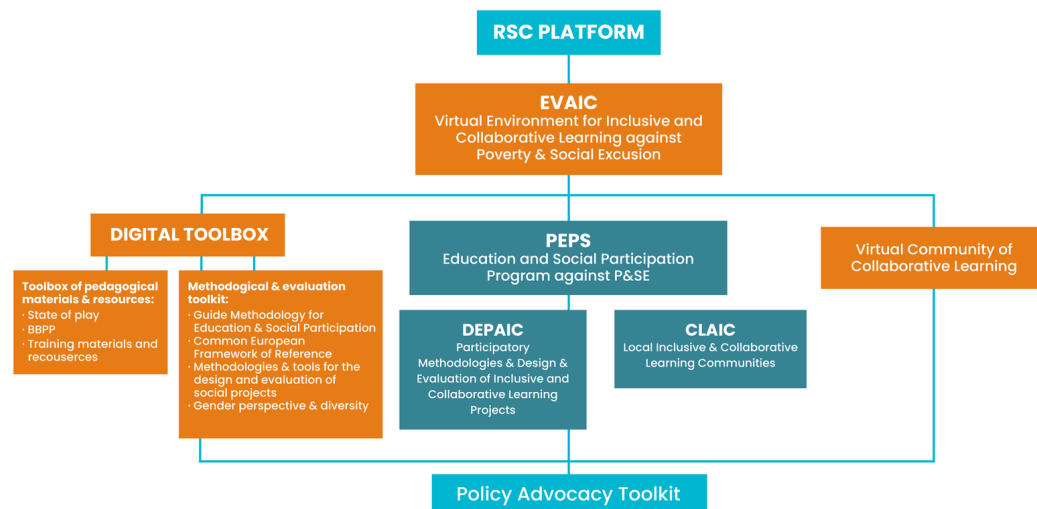 RSC PLATFORM
EVAIC
Virtual Environment for Inclusive and
Collaborative Learning against
Poverty & Social Excusion
DIGITAL TOOLBOX
Toolbox of pedagogical
materials & resources:
· State of play
· BBPP
· Training materials and
recouserces
Methodogical & evaluation
toolkit:
· Guide Methodology for
Education & Social Participation
· Common European
Framework of Reference
· Methodologies & tools for the
design and evaluation of
social projects
· Gender perspective & diversity
PEPS
Education and Social Participation
Program against P&SE
DEPAIC
Participatory
Methodologies & Design &
Evaluation of Inclusive and
Collaborative Learning
Projects
CLAIC
Local Inclusive & Collaborative
Learning Communities
Virtual Community of
Collaborative Learning
Policy Advocacy Toolkit